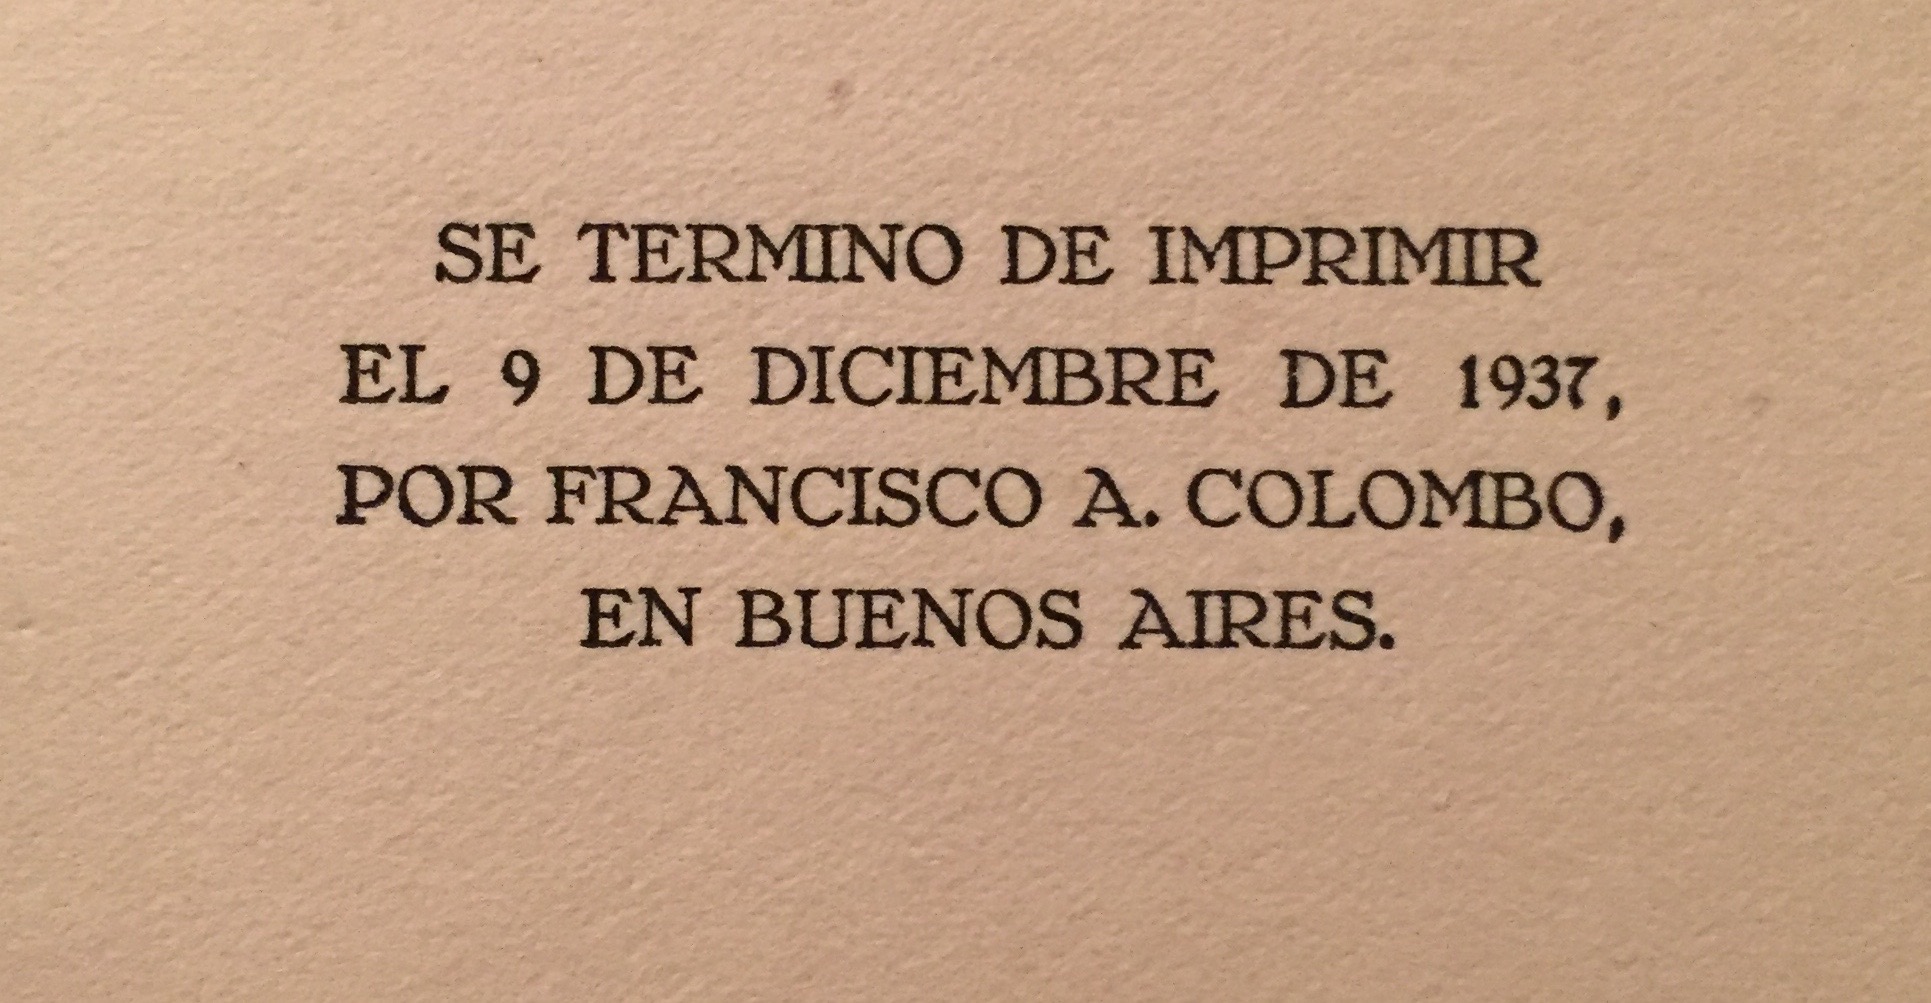 SE TERMINO DE IMPRIMIR
EL 9 DE DICIEMBRE DE 1937,
POR FRANCISCO A. COLOMBO,
EN BUENOS AIRES.